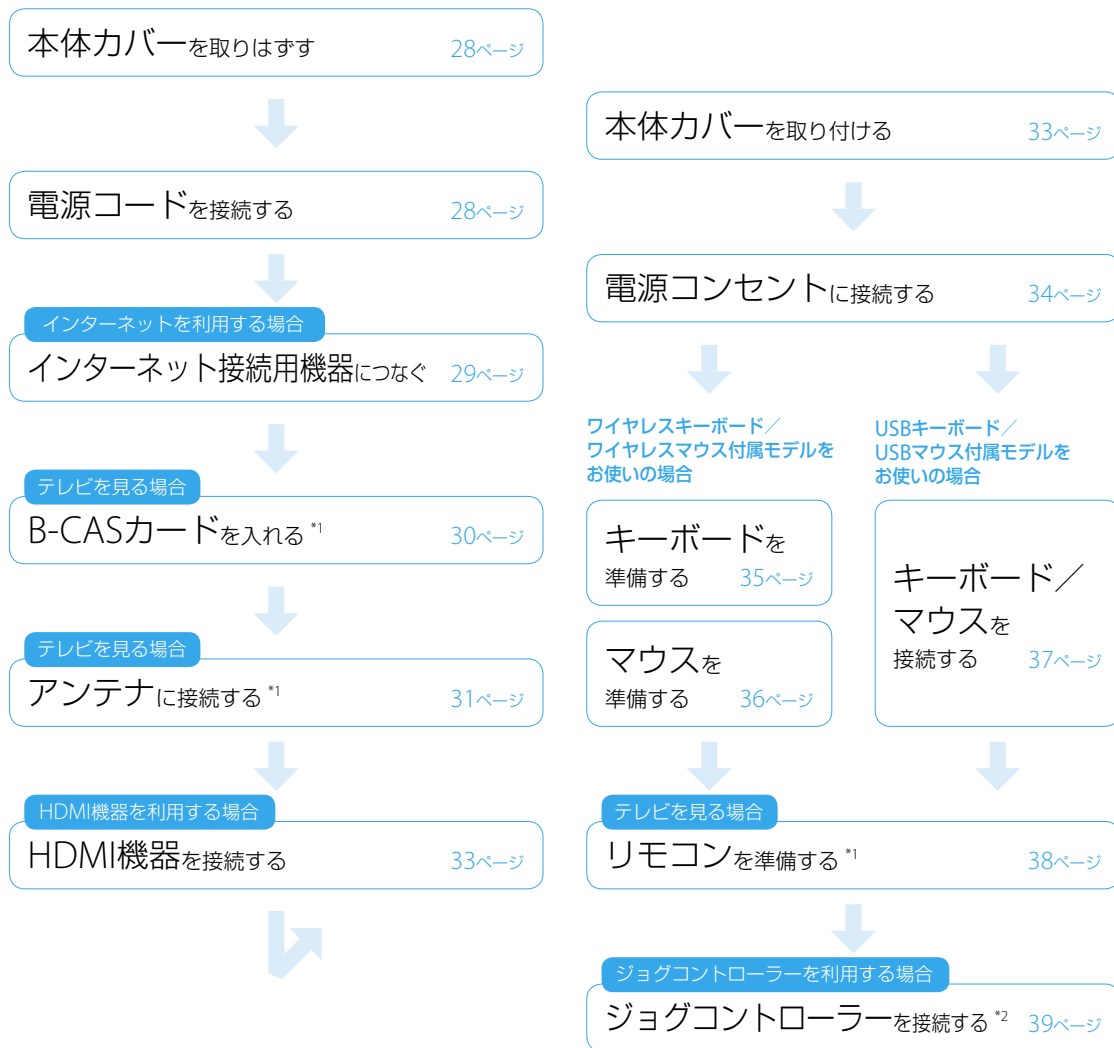 本体カバーを取りはずす 28ページ
電源コードを接続する 28ページ
インターネットを利用する場合
インターネット接続用機器につなぐ 29ページ
テレビを見る場合
B-CASカードを入れる *1 30ページ
テレビを見る場合
アンテナに接続する *1 31ページ
HDMI機器を利用する場合
HDMI機器を接続する 33ページ
本体カバーを取り付ける 33ページ
電源コンセントに接続する 34ページ
ワイヤレスキーボード／
ワイヤレスマウス付属モデルを
お使いの場合
キーボードを
準備する 35ページ
マウスを
準備する 36ページ
USBキーボード／
USBマウス付属モデルを
お使いの場合
キーボード／
マウスを
接続する 37ページ
テレビを見る場合
リモコンを準備する *1 38ページ
ジョグコントローラーを利用する場合
ジョグコントローラーを接続する *2 39ページ